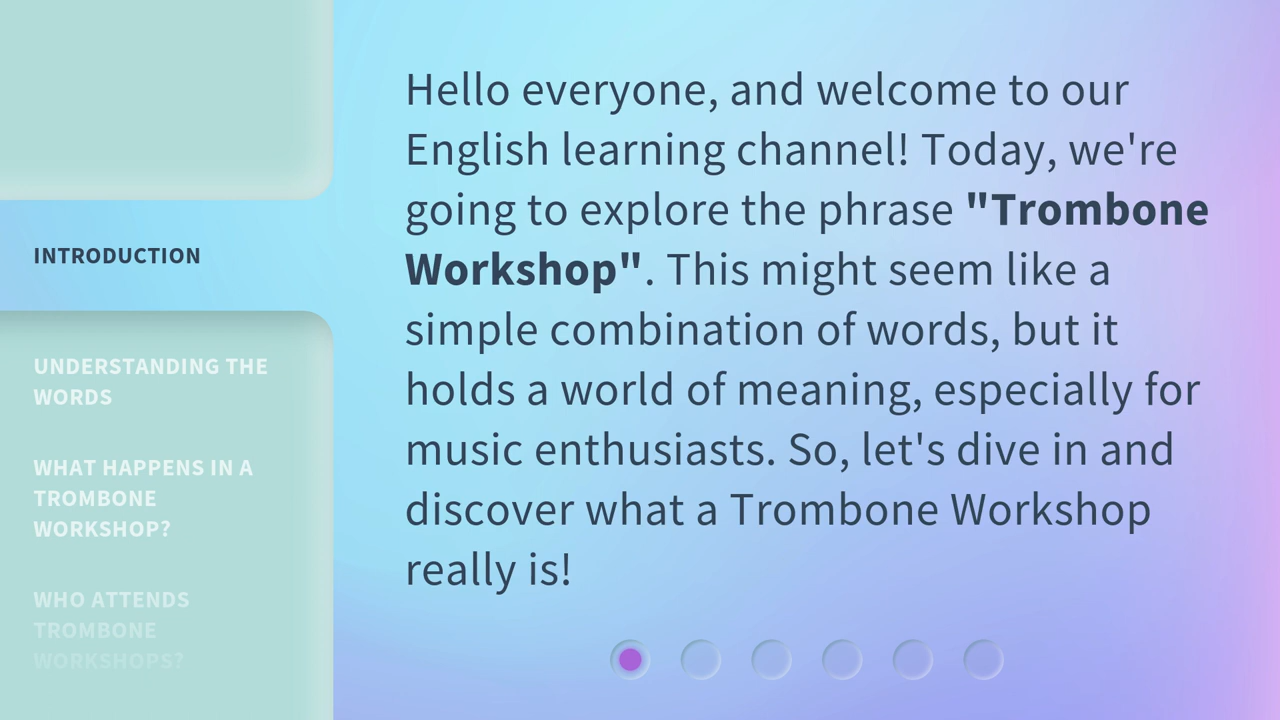 INTRODUCTION
UNDERSTANDING THE
WORDS
WHAT HAPPENS IN A
TROMBONE
WORKSHOP?
WHO ATTENDS
TROMBONE
WORKSHOPS?
Hello everyone, and welcome to our
English learning channel! Today, we're
going to explore the phrase "Trombone
Workshop". This might seem like a
simple combination of words, but it
holds a world of meaning, especially for
music enthusiasts. So, let's dive in and
discover what a Trombone Workshop
really is!